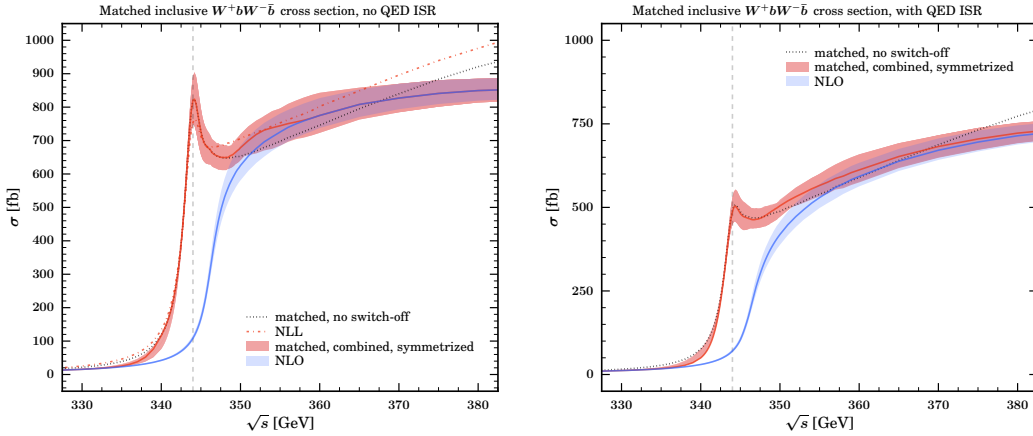 Matched inclusive W⁺bW⁻b̄ cross section, no QED ISR
1000
900
800
700
600
500
400
300
200
100
0
σ [fb]
matched, no switch-off
NLL
matched, combined, symmetrized
NLO
330
340
350
360
370
380
√s [GeV]
Matched inclusive W⁺bW⁻b̄ cross section, with QED ISR
1000
750
500
250
0
σ [fb]
matched, no switch-off
matched, combined, symmetrized
NLO
330
340
350
360
370
380
√s [GeV]